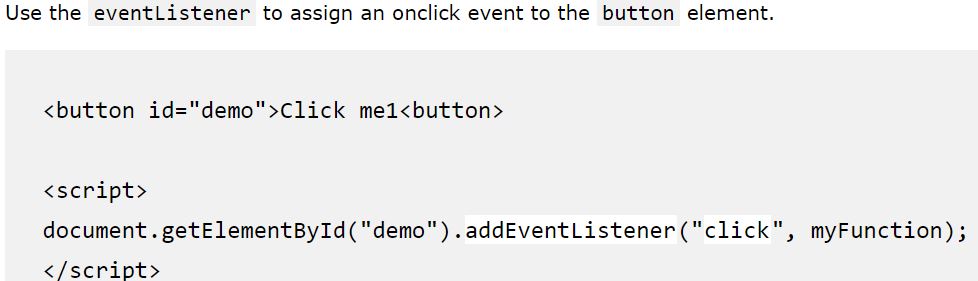 Use the eventListener to assign an onclick event to the button element.
<button id="demo">Click me1<button>
<script>
document.getElementById("demo").addEventListener("click", myFunction);
</script>